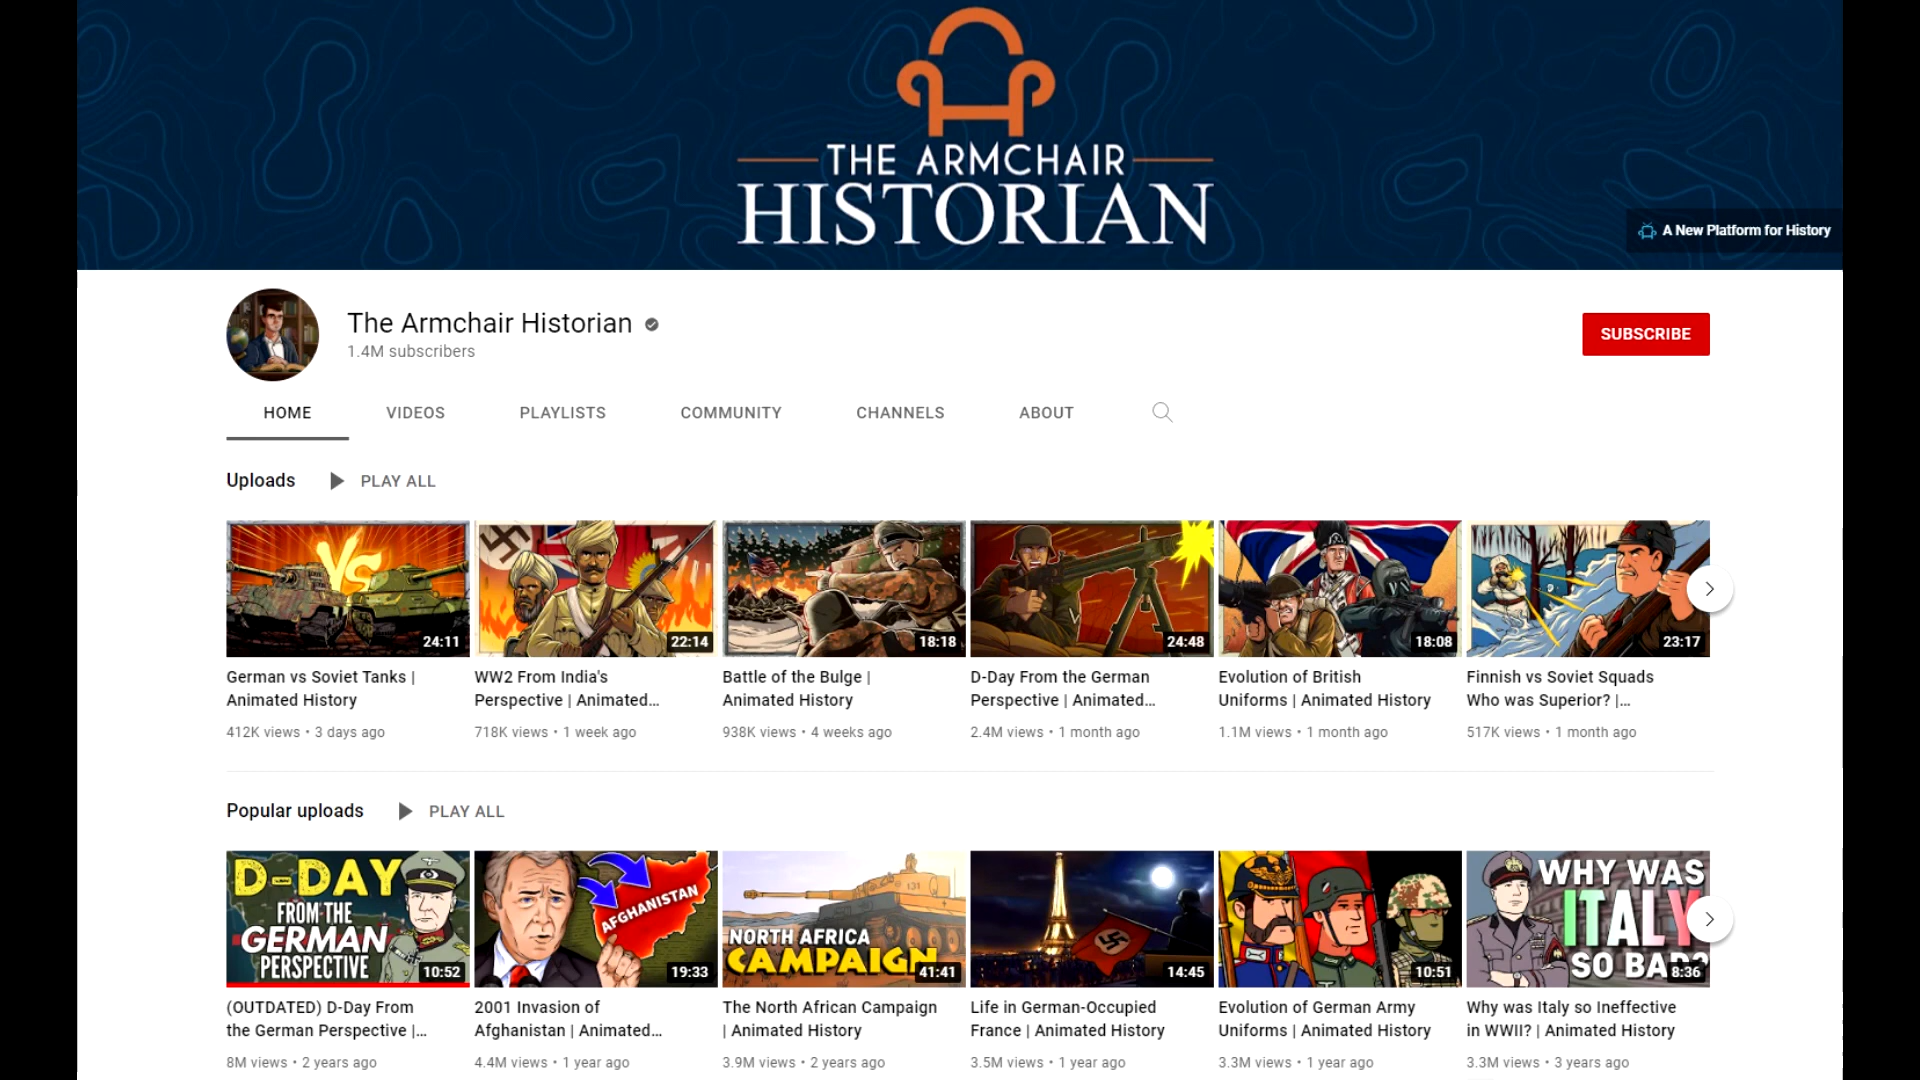 THE ARMCHAIR
HISTORIAN
A New Platform for History
The Armchair Historian
1.4M subscribers
SUBSCRIBE
HOME VIDEOS PLAYLISTS COMMUNITY CHANNELS ABOUT
Uploads PLAY ALL
VS
24:11 22:14 18:18 24:48 18:08 23:17
German vs Soviet Tanks |
Animated History
412K views • 3 days ago
WW2 From India's
Perspective | Animated...
718K views • 1 week ago
Battle of the Bulge |
Animated History
938K views • 4 weeks ago
D-Day From the German
Perspective | Animated...
2.4M views • 1 month ago
Evolution of British
Uniforms | Animated History
1.1M views • 1 month ago
Finnish vs Soviet Squads
Who was Superior? |...
517K views • 1 month ago
Popular uploads PLAY ALL
D-DAY
FROM THE
GERMAN
PERSPECTIVE
10:52
(OUTDATED) D-Day From
the German Perspective |...
8M views • 2 years ago
AFGHANISTAN
19:33
2001 Invasion of
Afghanistan | Animated...
4.4M views • 1 year ago
131
NORTH AFRICA
CAMPAIGN
41:41
The North African Campaign
| Animated History
3.9M views • 2 years ago
14:45
Life in German-Occupied
France | Animated History
3.5M views • 1 year ago
10:51
Evolution of German Army
Uniforms | Animated History
3.3M views • 1 year ago
WHY WAS
ITALY
SO BAD?
8:36
Why was Italy so Ineffective
in WWII? | Animated History
3.3M views • 3 years ago